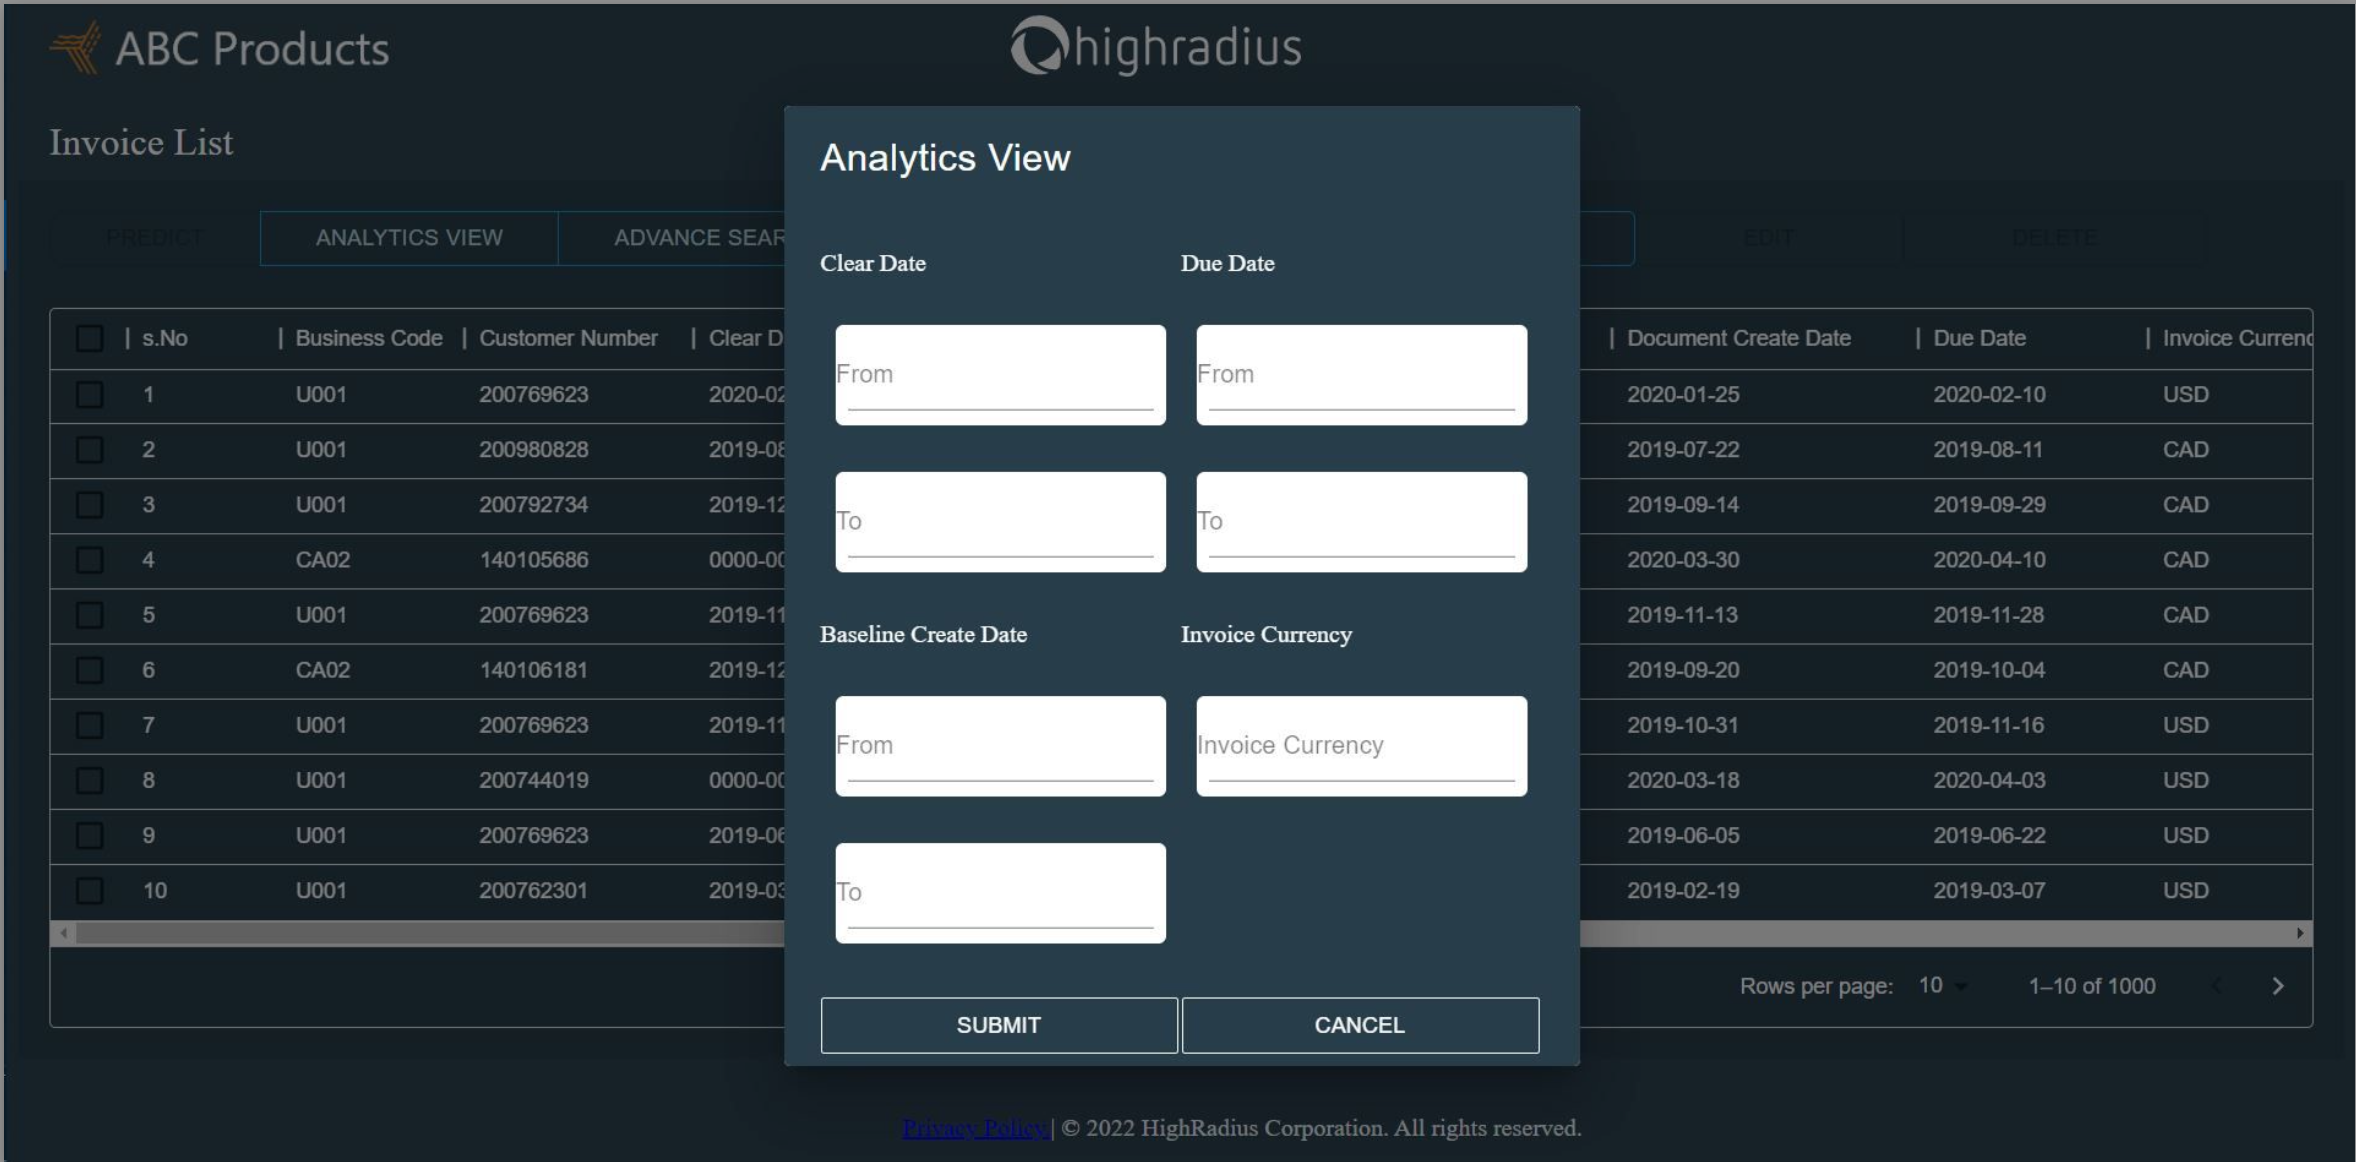 ABC Products
highradius
Invoice List
Analytics View
PREDICT ANALYTICS VIEW ADVANCE SEAR EDIT DELETE
Clear Date Due Date
| s.No | Business Code | Customer Number | Clear D | Document Create Date | Due Date | Invoice Currenc
From From
1 U001 200769623 2020-02 2020-01-25 2020-02-10 USD
2 U001 200980828 2019-08 2019-07-22 2019-08-11 CAD
3 U001 200792734 2019-12 2019-09-14 2019-09-29 CAD
To To
4 CA02 140105686 0000-00 2020-03-30 2020-04-10 CAD
5 U001 200769623 2019-11 2019-11-13 2019-11-28 CAD
Baseline Create Date Invoice Currency
6 CA02 140106181 2019-12 2019-09-20 2019-10-04 CAD
7 U001 200769623 2019-11 2019-10-31 2019-11-16 USD
From Invoice Currency
8 U001 200744019 0000-00 2020-03-18 2020-04-03 USD
9 U001 200769623 2019-06 2019-06-05 2019-06-22 USD
10 U001 200762301 2019-03 2019-02-19 2019-03-07 USD
To
Rows per page: 10 1–10 of 1000
SUBMIT CANCEL
Privacy Policy | © 2022 HighRadius Corporation. All rights reserved.